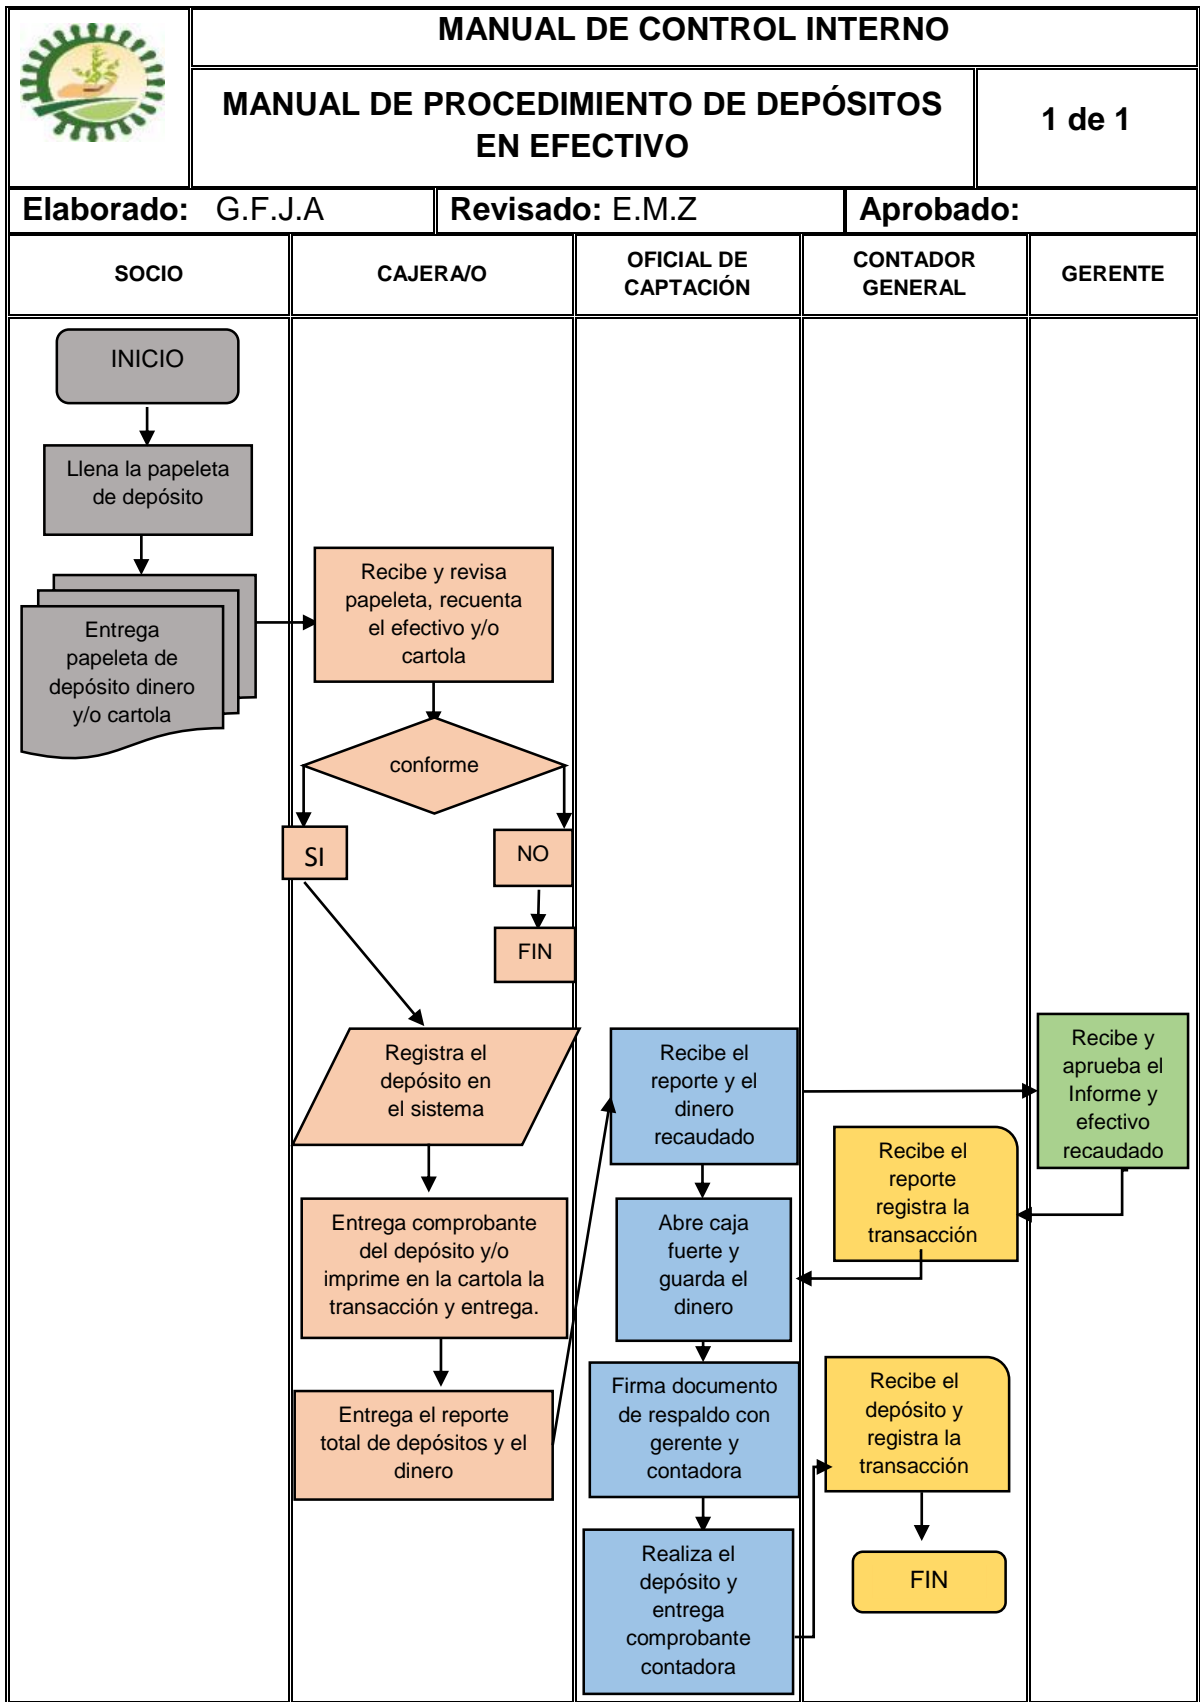 MANUAL DE CONTROL INTERNO
MANUAL DE PROCEDIMIENTO DE DEPÓSITOS
EN EFECTIVO
1 de 1
Elaborado: G.F.J.A
Revisado: E.M.Z
Aprobado:
SOCIO
CAJERA/O
OFICIAL DE
CAPTACIÓN
CONTADOR
GENERAL
GERENTE
INICIO
Llena la papeleta
de depósito
Entrega
papeleta de
depósito dinero
y/o cartola
Recibe y revisa
papeleta, recuenta
el efectivo y/o
cartola
conforme
SI
NO
FIN
Registra el
depósito en
el sistema
Entrega comprobante
del depósito y/o
imprime en la cartola la
transacción y entrega.
Entrega el reporte
total de depósitos y el
dinero
Recibe el
reporte y el
dinero
recaudado
Abre caja
fuerte y
guarda el
dinero
Firma documento
de respaldo con
gerente y
contadora
Realiza el
depósito y
entrega
comprobante
contadora
Recibe el
reporte
registra la
transacción
Recibe el
depósito y
registra la
transacción
FIN
Recibe y
aprueba el
Informe y
efectivo
recaudado